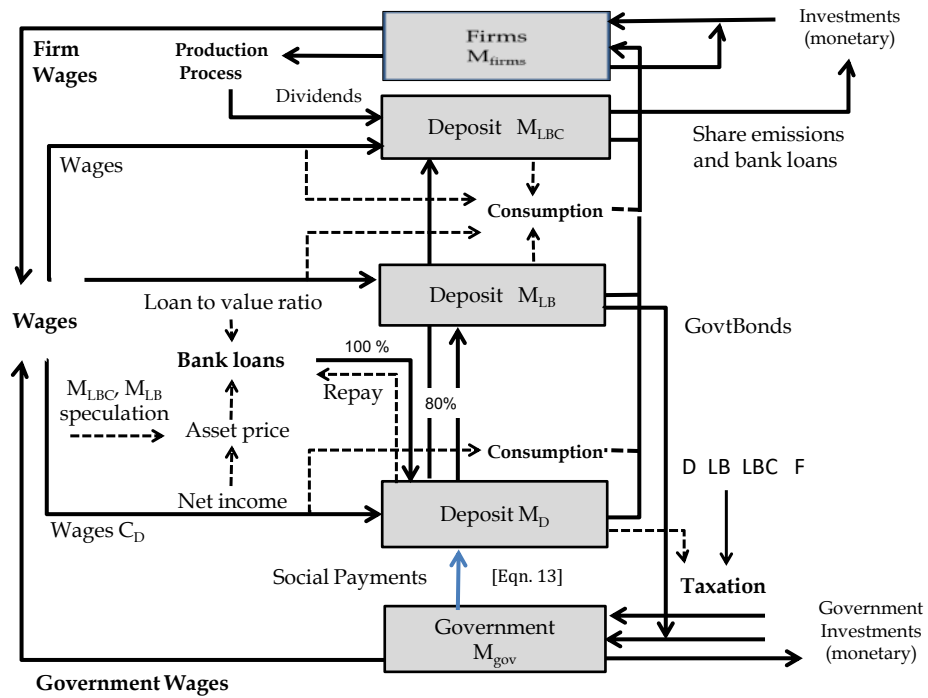 Firms
M_firms
Investments
(monetary)
Firm
Wages
Production
Process
Dividends
Deposit M_LBC
Share emissions
and bank loans
Wages
Consumption
Loan to value ratio
Deposit M_LB
GovtBonds
Wages
Bank loans
100 %
Repay
80%
M_LBC, M_LB
speculation
Asset price
Consumption
D LB LBC F
Net income
Wages C_D
Deposit M_D
Social Payments
[Eqn. 13]
Taxation
Government
M_gov
Government
Investments
(monetary)
Government Wages